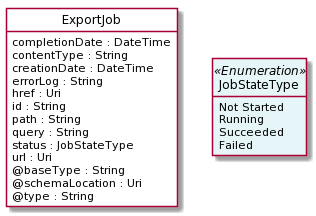 ExportJob
completionDate : DateTime
contentType : String
creationDate : DateTime
errorLog : String
href : Uri
id : String
path : String
query : String
status : JobStateType
url : Uri
@baseType : String
@schemaLocation : Uri
@type : String
«Enumeration»
JobStateType
Not Started
Running
Succeeded
Failed